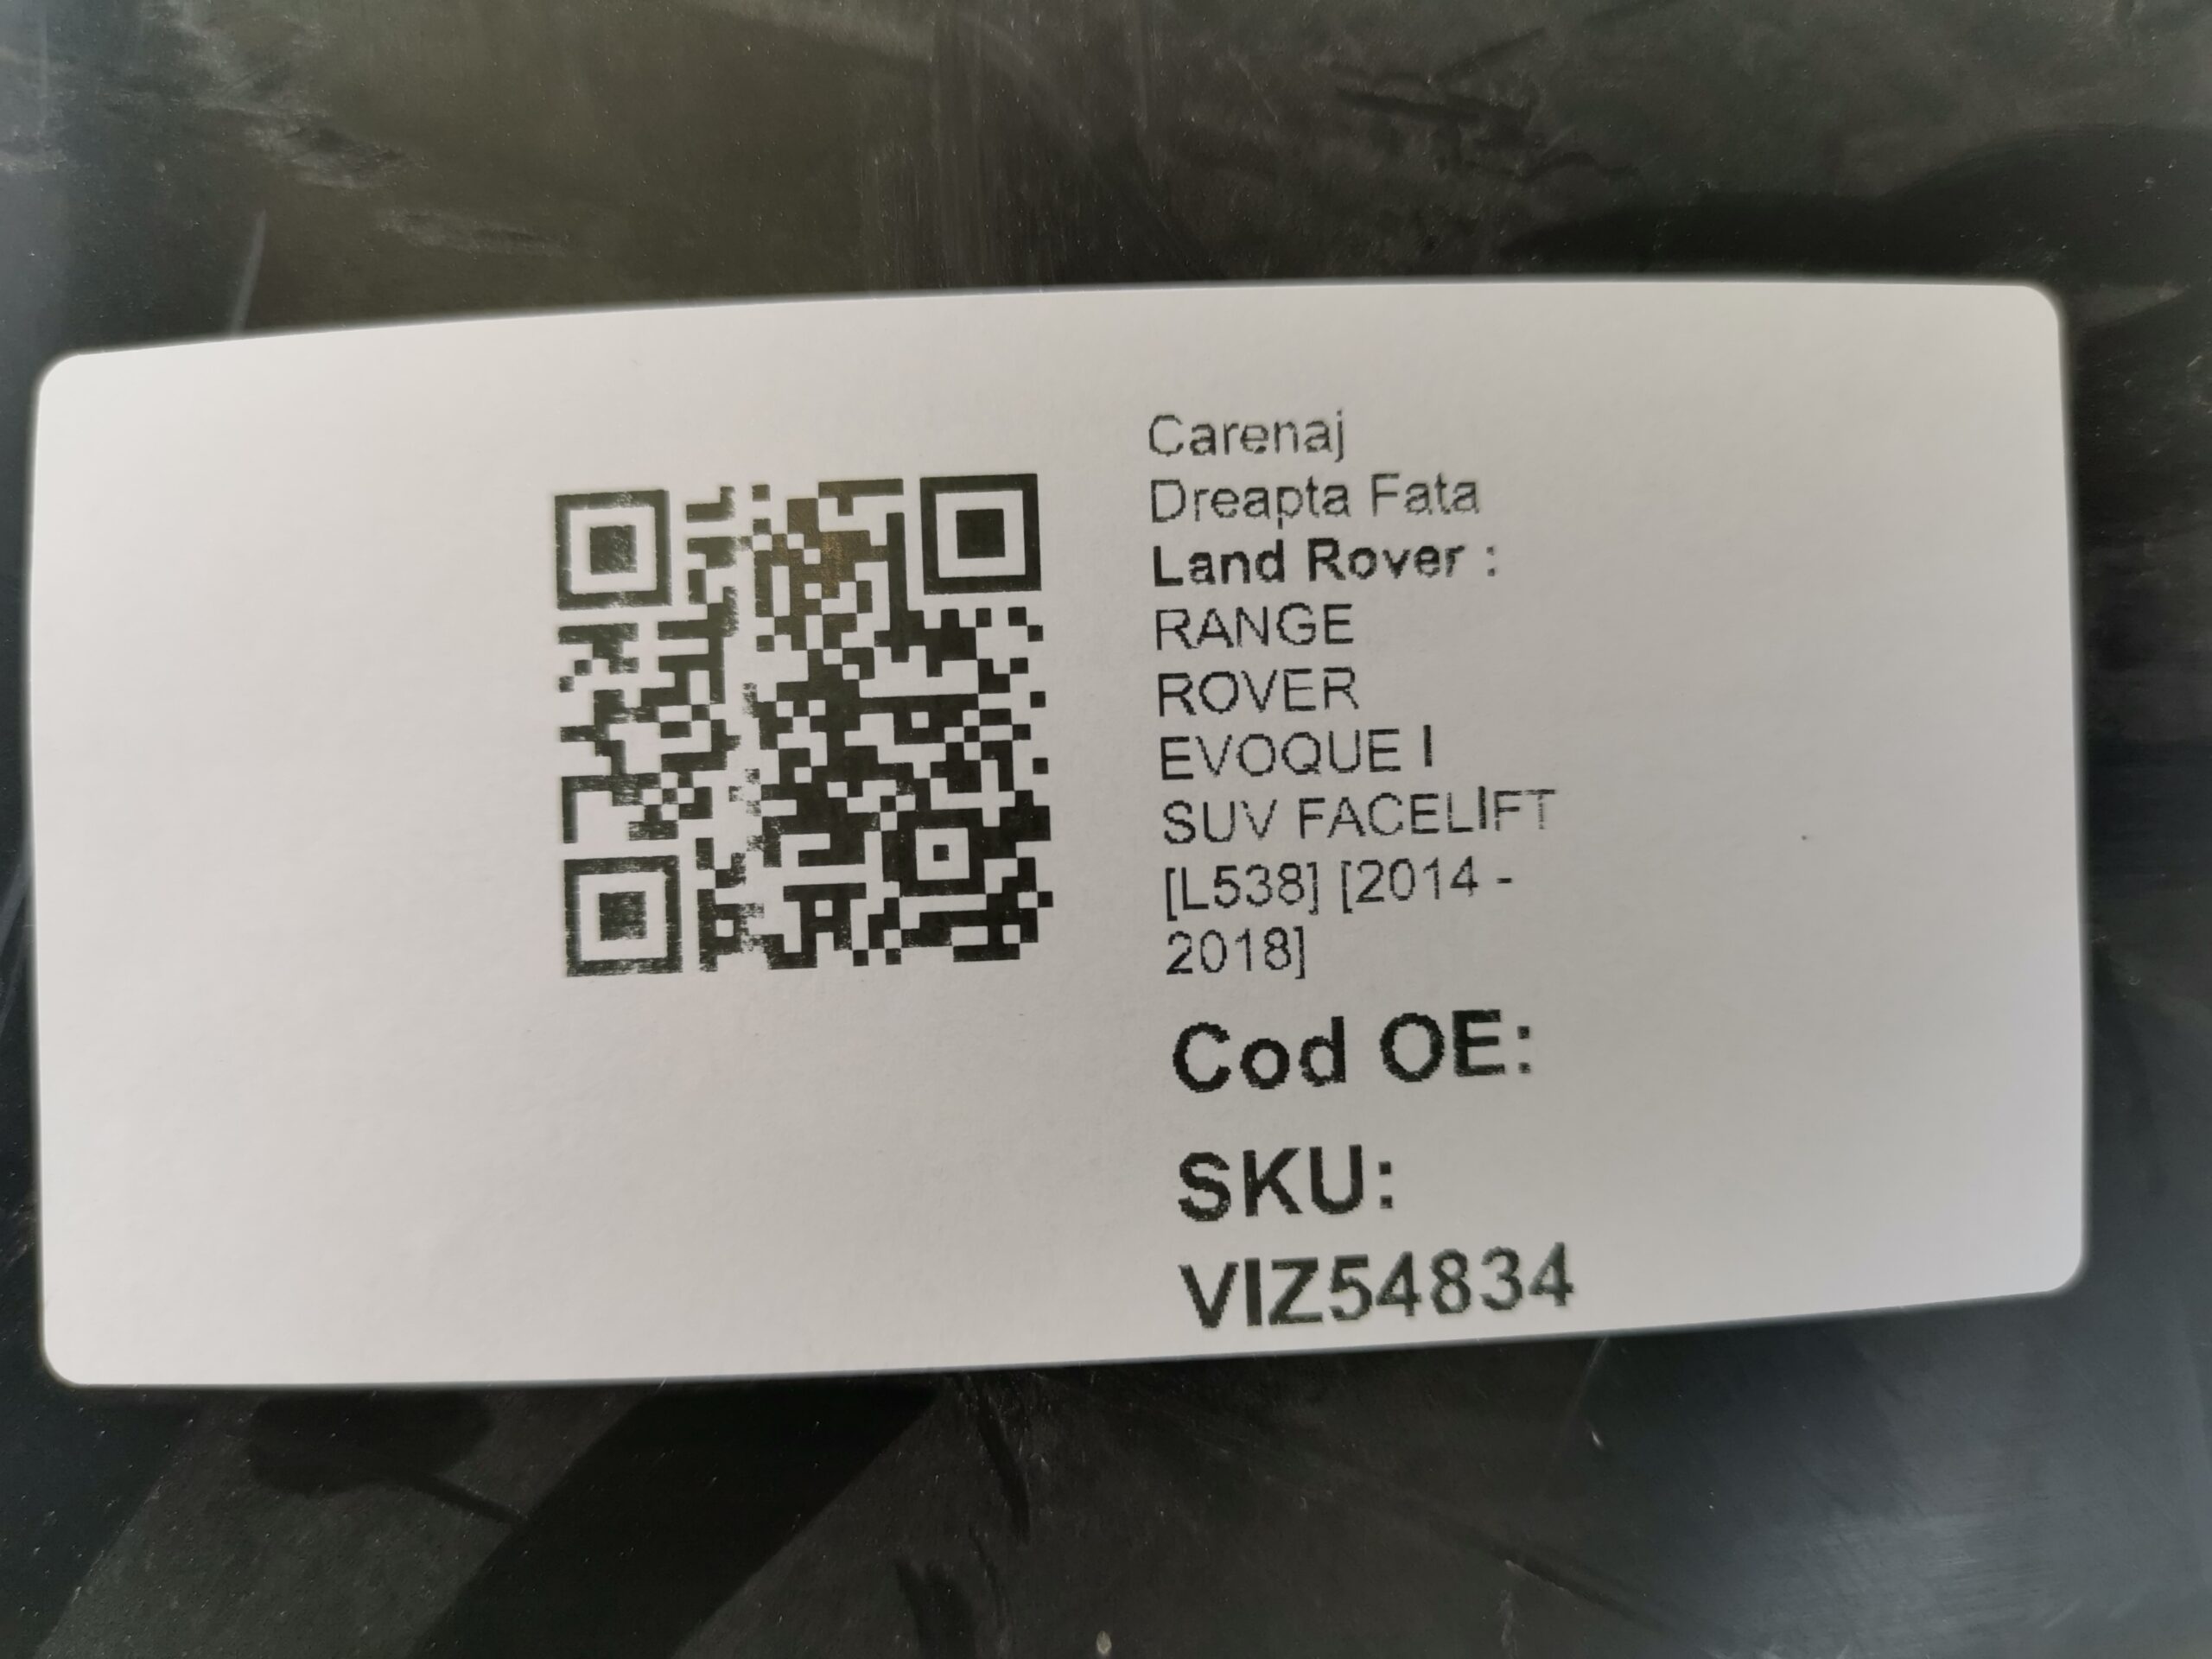 Carenaj
Dreapta Fata
Land Rover :
RANGE
ROVER
EVOQUE I
SUV FACELIFT
[L538] [2014 -
2018]
Cod OE:
SKU:
VIZ54834